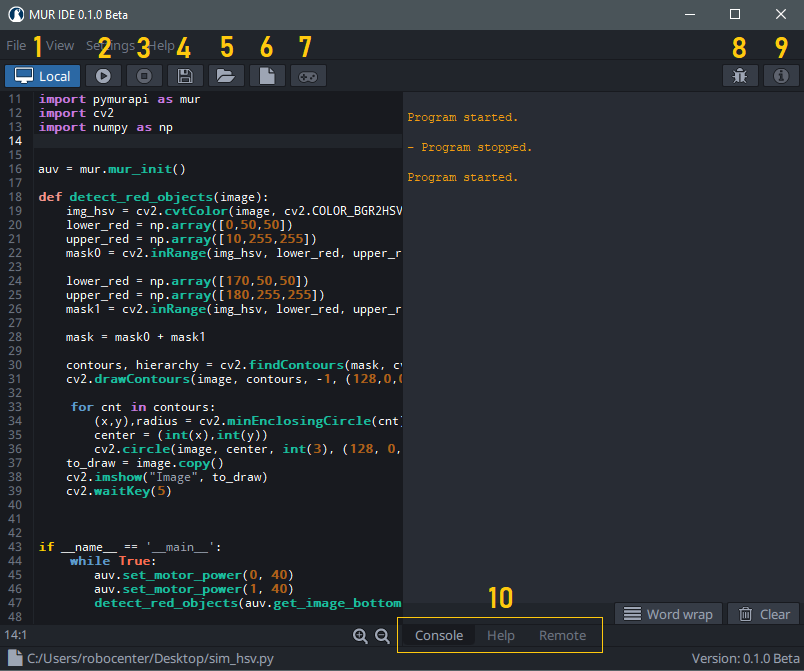 MUR IDE 0.1.0 Beta
File View Settings Help
1 2 3 4 5 6 7 8 9
Local
11 import pymurapi as mur
12 import cv2
13 import numpy as np
14
15
16 auv = mur.mur_init()
17
18 def detect_red_objects(image):
19 img_hsv = cv2.cvtColor(image, cv2.COLOR_BGR2HSV
20 lower_red = np.array([0,50,50])
21 upper_red = np.array([10,255,255])
22 mask0 = cv2.inRange(img_hsv, lower_red, upper_r
23
24 lower_red = np.array([170,50,50])
25 upper_red = np.array([180,255,255])
26 mask1 = cv2.inRange(img_hsv, lower_red, upper_r
27
28 mask = mask0 + mask1
29
30 contours, hierarchy = cv2.findContours(mask, cv
31 cv2.drawContours(image, contours, -1, (128,0,0
32
33 for cnt in contours:
34 (x,y),radius = cv2.minEnclosingCircle(cnt)
35 center = (int(x),int(y))
36 cv2.circle(image, center, int(3), (128, 0,
37 to_draw = image.copy()
38 cv2.imshow("Image", to_draw)
39 cv2.waitKey(5)
40
41
42
43 if __name__ == '__main__':
44 while True:
45 auv.set_motor_power(0, 40)
46 auv.set_motor_power(1, 40)
47 detect_red_objects(auv.get_image_bottom
48
Program started.
- Program stopped.
Program started.
10
Word wrap Clear
14:1
Console Help Remote
C:/Users/robocenter/Desktop/sim_hsv.py
Version: 0.1.0 Beta